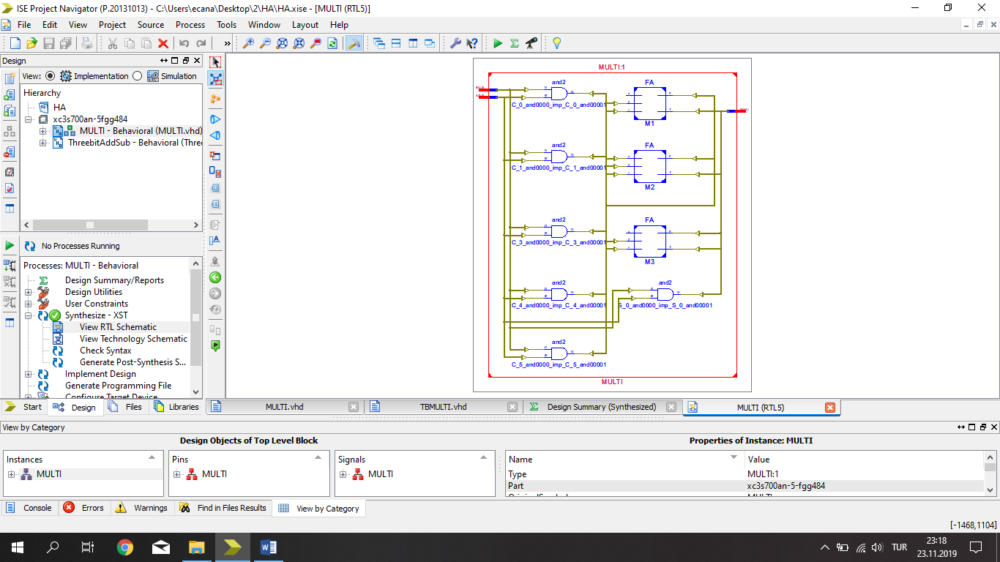 ISE Project Navigator (P.20131013) - C:\Users\ecana\Desktop\2\HA\HA.xise - [MULTI (RTL5)]
File Edit View Project Source Process Tools Window Layout Help
Design
View: Implementation Simulation
Hierarchy
HA
xc3s700an-5fgg484
MULTI - Behavioral (MULTI.vhd)
ThreebitAddSub - Behavioral (Thre
No Processes Running
Processes: MULTI - Behavioral
Design Summary/Reports
Design Utilities
User Constraints
Synthesize - XST
View RTL Schematic
View Technology Schematic
Check Syntax
Generate Post-Synthesis S...
Implement Design
Generate Programming File
Configure Target Device
Start Design Files Libraries
MULTI:1
and2 FA
C_0_and0000_imp_C_0_and00001 M1
and2 FA
C_1_and0000_imp_C_1_and00001 M2
and2 FA
C_3_and0000_imp_C_3_and00001 M3
and2 and2
C_4_and0000_imp_C_4_and00001 S_0_and0000_imp_S_0_and00001
and2
C_5_and0000_imp_C_5_and00001
MULTI
MULTI.vhd TBMULTI.vhd Design Summary (Synthesized) MULTI (RTL5)
View by Category
Design Objects of Top Level Block Properties of Instance: MULTI
Instances Pins Signals Name Value
MULTI MULTI MULTI Type MULTI:1
Part xc3s700an-5-fgg484
Console Errors Warnings Find in Files Results View by Category
[-1468,1104]
TUR
23:18
23.11.2019